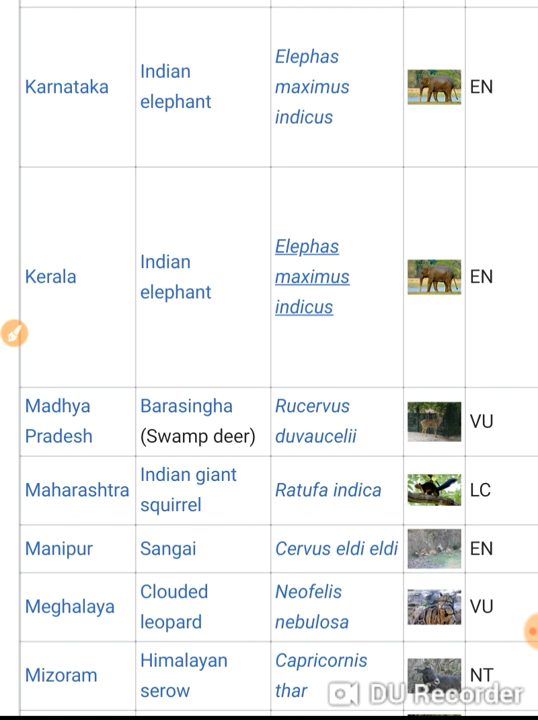 Karnataka
Indian
elephant
Elephas
maximus
indicus
EN
Kerala
Indian
elephant
Elephas
maximus
indicus
EN
Madhya
Pradesh
Barasingha
(Swamp deer)
Rucervus
duvaucelii
VU
Maharashtra
Indian giant
squirrel
Ratufa indica
LC
Manipur
Sangai
Cervus eldi eldi
EN
Meghalaya
Clouded
leopard
Neofelis
nebulosa
VU
Mizoram
Himalayan
serow
Capricornis
thar
NT
DU Recorder